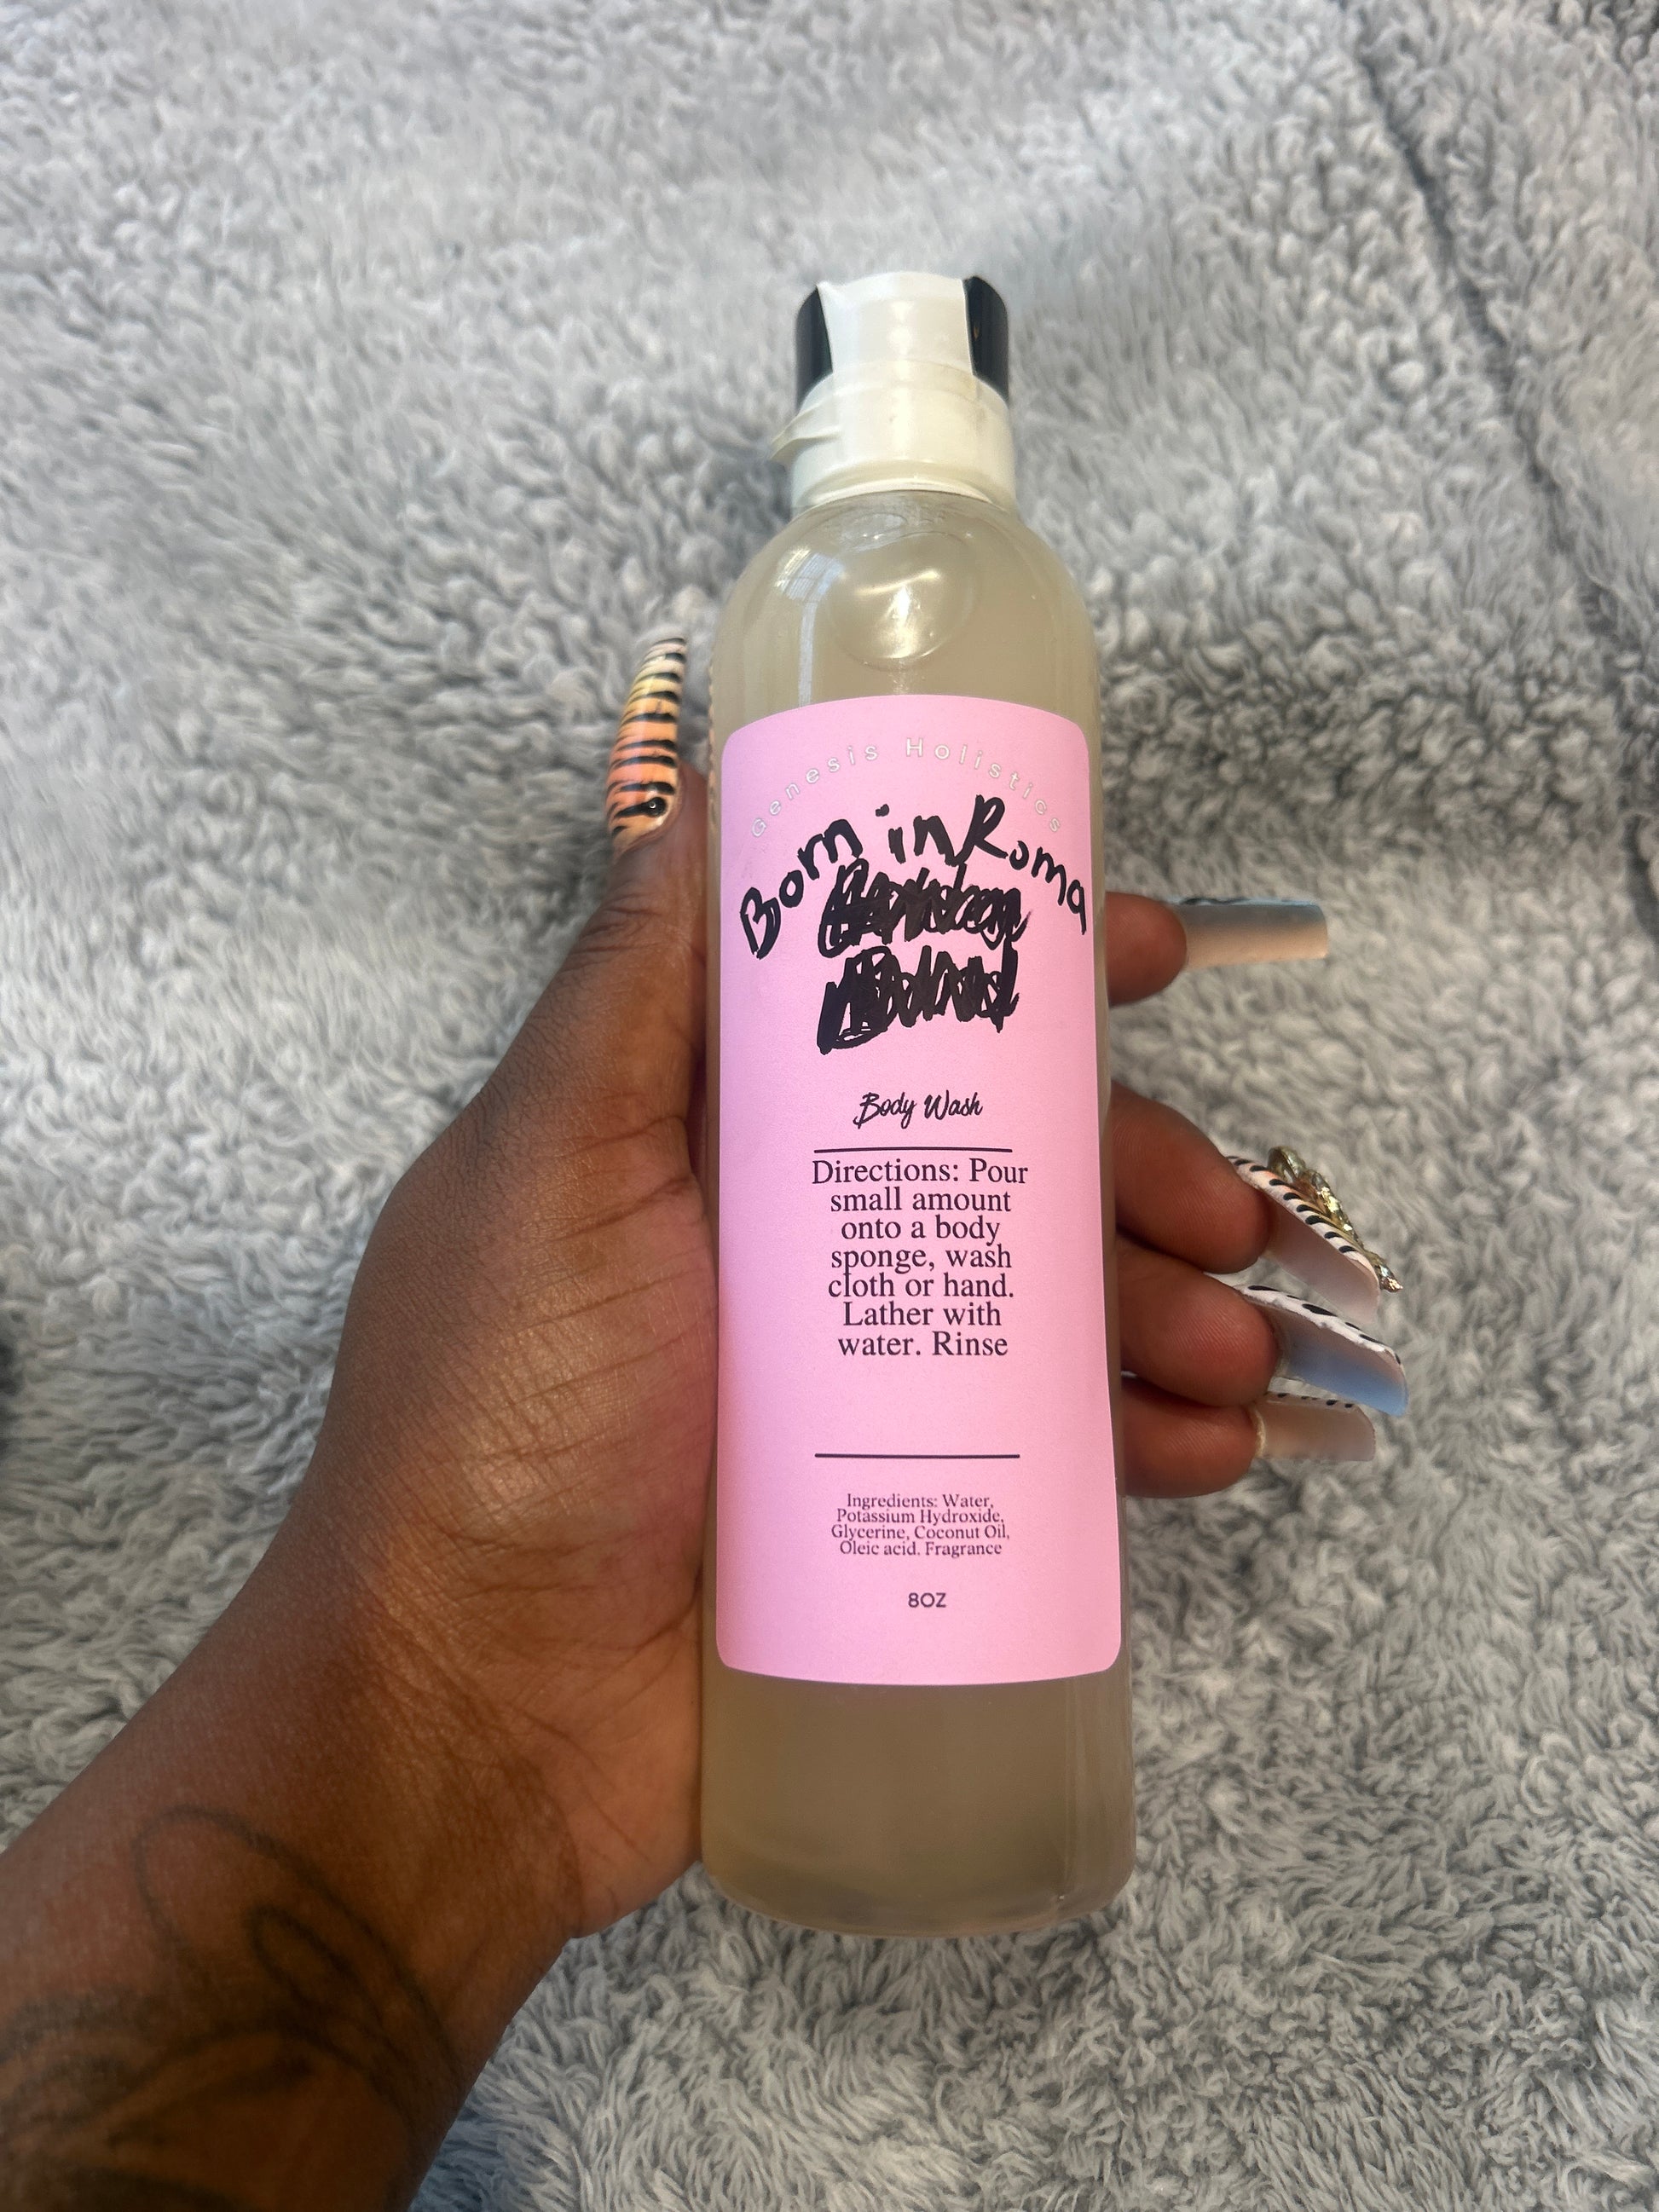 Genesis Holistics
Born in Roma
Body Wash
Directions: Pour
small amount
onto a body
sponge, wash
cloth or hand.
Lather with
water. Rinse
Ingredients: Water,
Potassium Hydroxide,
Glycerine, Coconut Oil,
Oleic acid. Fragrance
8OZ